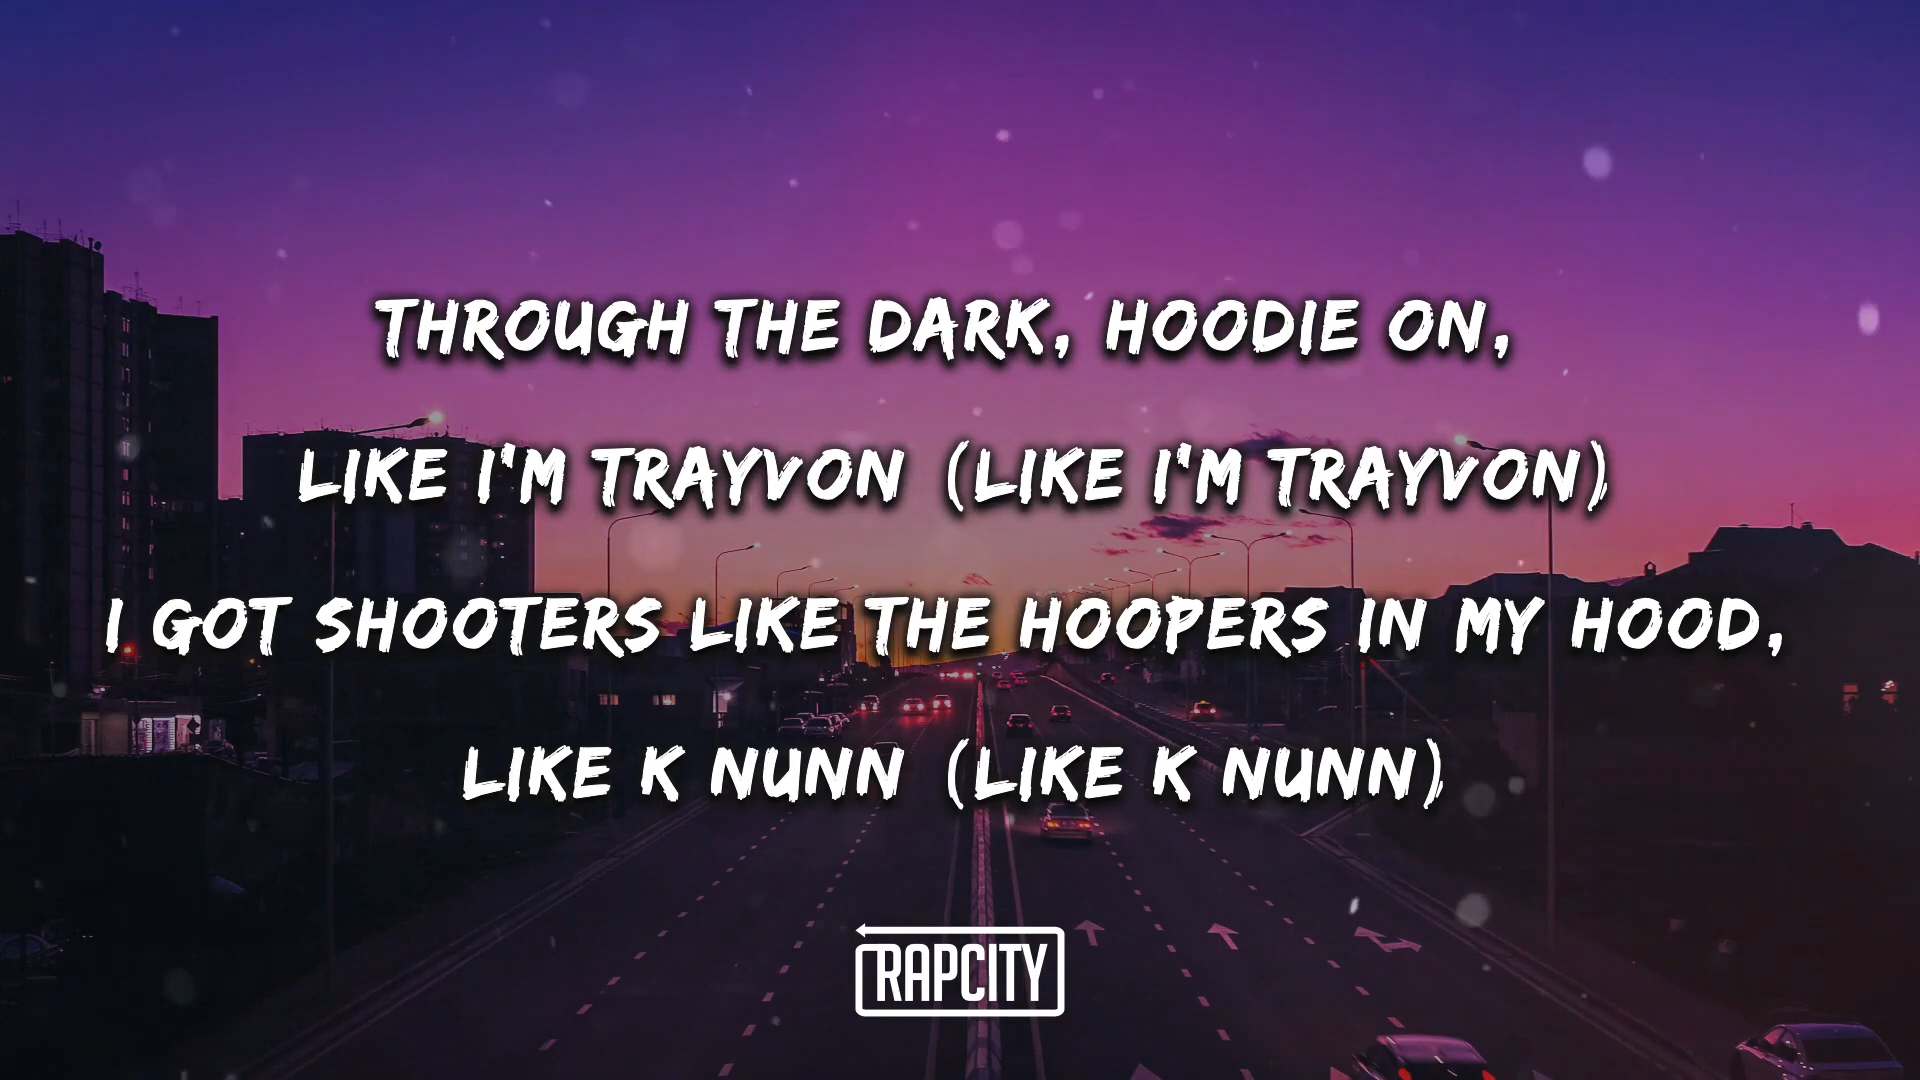 THROUGH THE DARK, HOODIE ON,
LIKE I'M TRAYVON (LIKE I'M TRAYVON)
I GOT SHOOTERS LIKE THE HOOPERS IN MY HOOD,
LIKE K NUNN (LIKE K NUNN)
RAPCITY